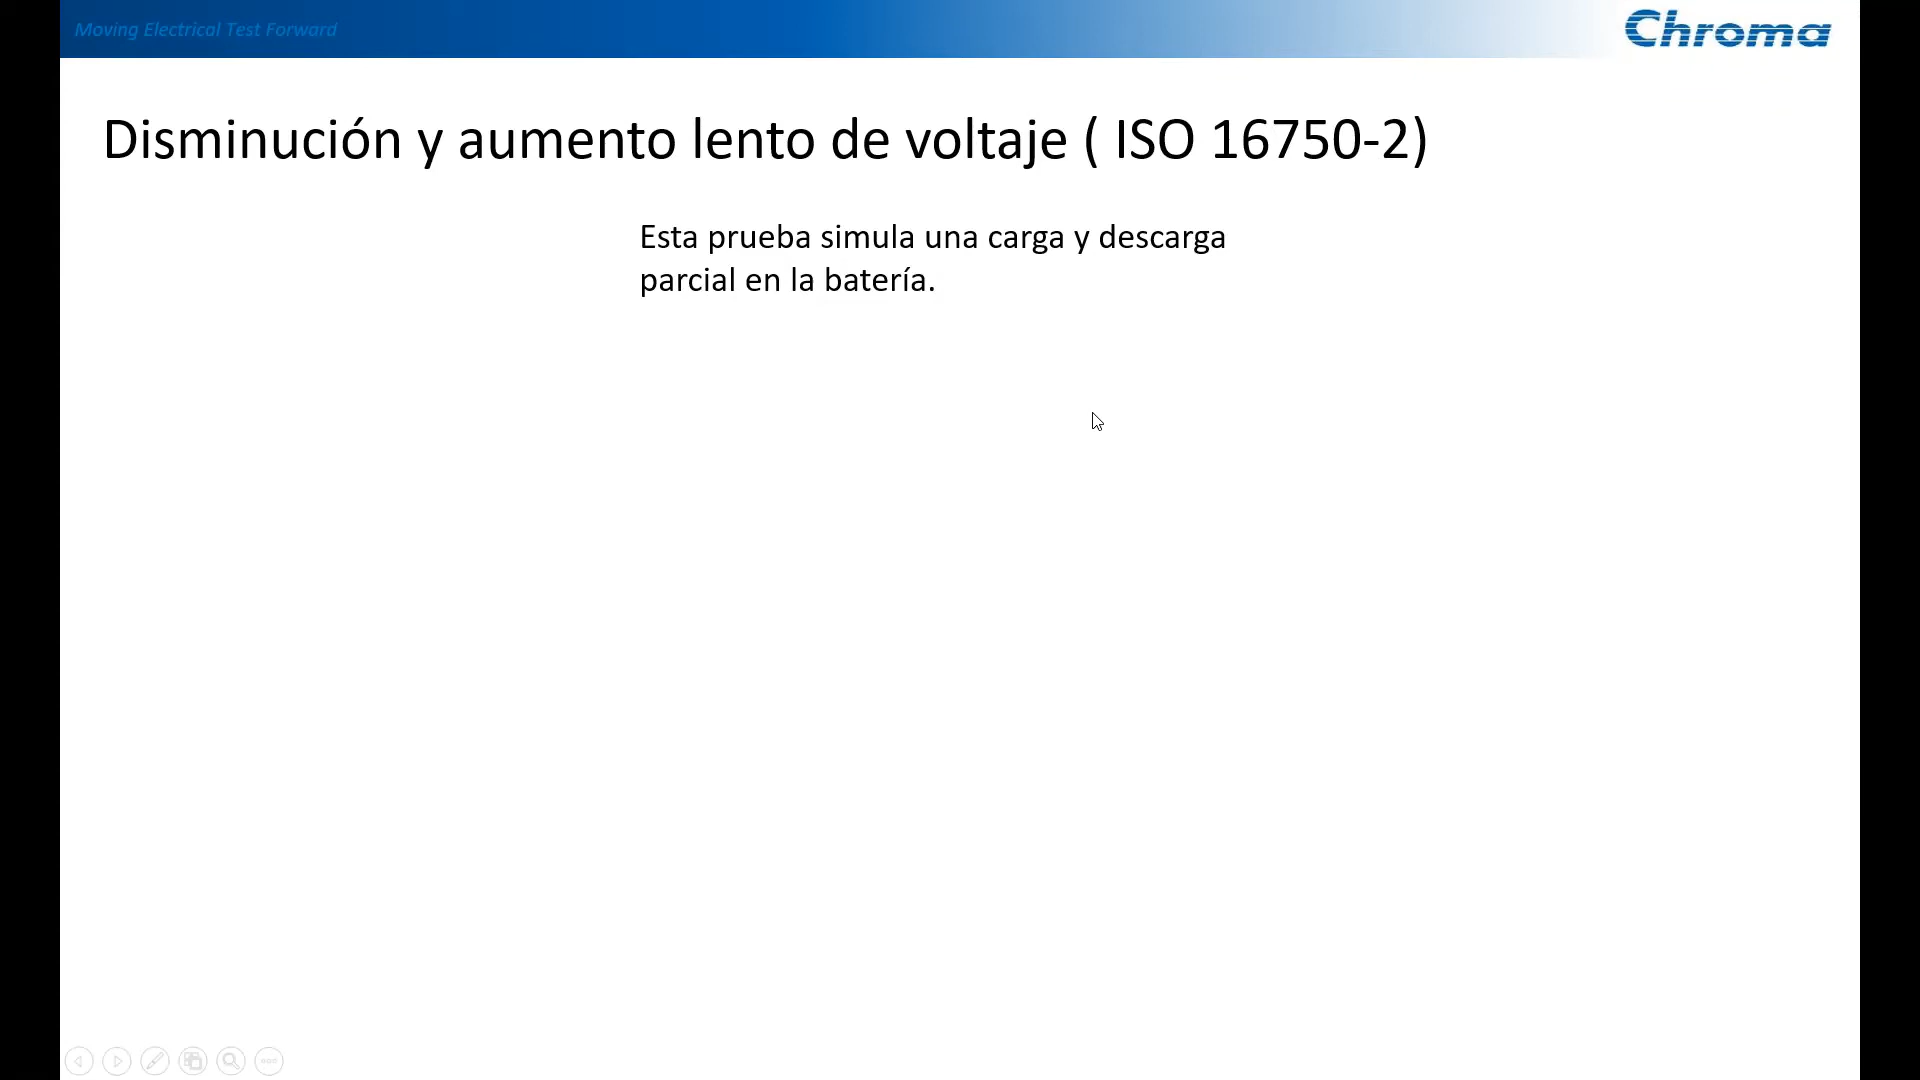 Moving Electrical Test Forward
Chroma
Disminución y aumento lento de voltaje ( ISO 16750-2)
Esta prueba simula una carga y descarga
parcial en la batería.